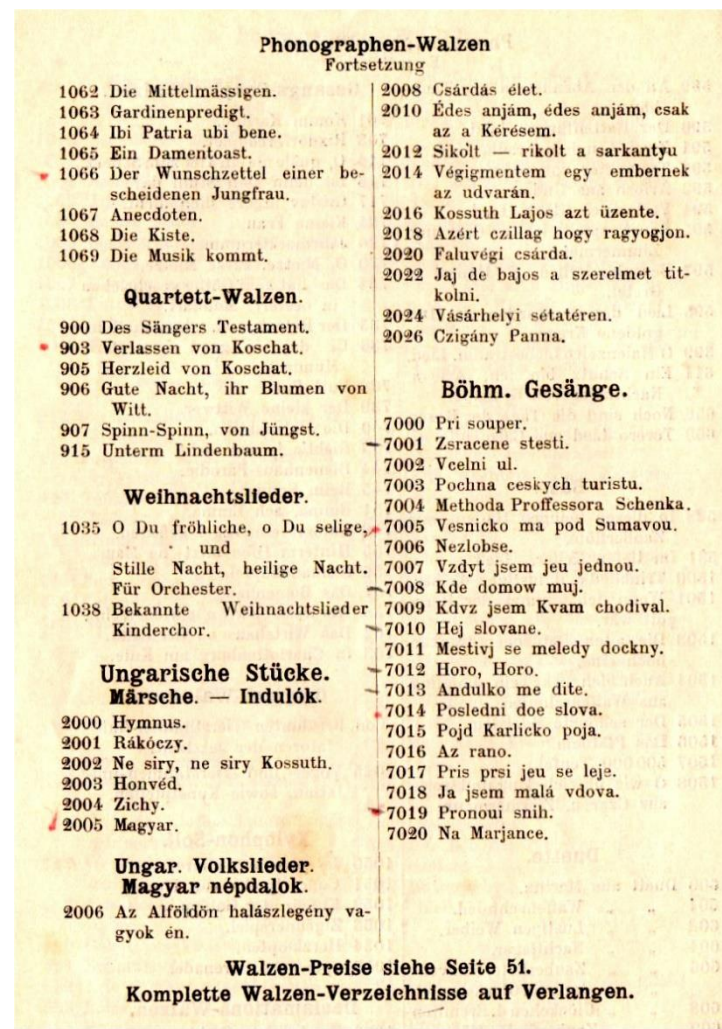 Phonographen-Walzen
Fortsetzung
1062 Die Mittelmässigen.
1063 Gardinenpredigt.
1064 Ibi Patria ubi bene.
1065 Ein Damentoast.
1066 Der Wunschzettel einer be-
scheidenen Jungfrau.
1067 Anecdoten.
1068 Die Kiste.
1069 Die Musik kommt.
Quartett-Walzen.
900 Des Sängers Testament.
903 Verlassen von Koschat.
905 Herzleid von Koschat.
906 Gute Nacht, ihr Blumen von
Witt.
907 Spinn-Spinn, von Jüngst.
915 Unterm Lindenbaum.
Weihnachtslieder.
1035 O Du fröhliche, o Du selige,
und
Stille Nacht, heilige Nacht.
Für Orchester.
1038 Bekannte Weihnachtslieder
Kinderchor.
Ungarische Stücke.
Märsche. — Indulók.
2000 Hymnus.
2001 Rákóczy.
2002 Ne siry, ne siry Kossuth.
2003 Honvéd.
2004 Zichy.
2005 Magyar.
Ungar. Volkslieder.
Magyar népdalok.
2006 Az Alföldön halászlegény va-
gyok én.
2008 Csárdás élet.
2010 Édes anjám, édes anjám, csak
az a Kérésem.
2012 Sikolt — rikolt a sarkantyu
2014 Végigmentem egy embernek
az udvarán.
2016 Kossuth Lajos azt üzente.
2018 Azért czillag hogy ragyogjon.
2020 Faluvégi csárda.
2022 Jaj de bajos a szerelmet tit-
kolni.
2024 Vásárhelyi sétatéren.
2026 Czigány Panna.
Böhm. Gesänge.
7000 Pri souper.
7001 Zsracene stesti.
7002 Vcelni ul.
7003 Pochna ceskych turistu.
7004 Methoda Proffessora Schenka.
7005 Vesnicko ma pod Sumavou.
7006 Nezlobse.
7007 Vzdyt jsem jeu jednou.
7008 Kde domow muj.
7009 Kdvz jsem Kvam chodival.
7010 Hej slovane.
7011 Mestivj se meledy dockny.
7012 Horo, Horo.
7013 Andulko me dite.
7014 Posledni doe slova.
7015 Pojd Karlicko poja.
7016 Az rano.
7017 Pris prsi jeu se leje.
7018 Ja jsem malá vdova.
7019 Pronoui snih.
7020 Na Marjance.
Walzen-Preise siehe Seite 51.
Komplette Walzen-Verzeichnisse auf Verlangen.